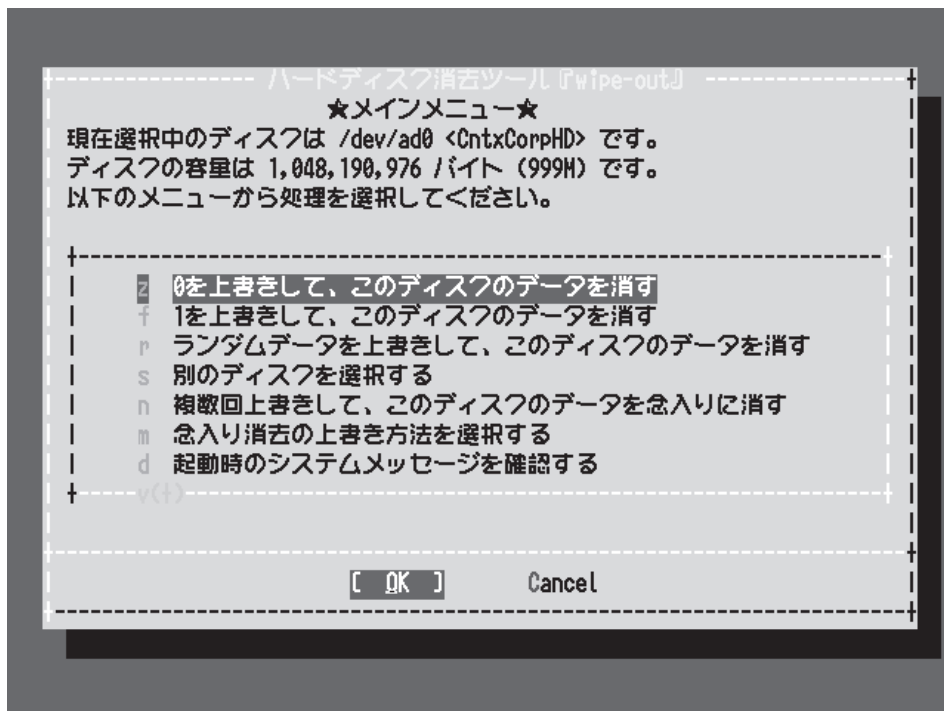 ハードディスク消去ツール『wipe-out』
★メインメニュー★
現在選択中のディスクは /dev/ad0 <CntxCorpHD> です。
ディスクの容量は 1,048,190,976 バイト (999M) です。
以下のメニューから処理を選択してください。
z 0を上書きして、このディスクのデータを消す
f 1を上書きして、このディスクのデータを消す
r ランダムデータを上書きして、このディスクのデータを消す
s 別のディスクを選択する
n 複数回上書きして、このディスクのデータを念入りに消す
m 念入り消去の上書き方法を選択する
d 起動時のシステムメッセージを確認する
v(+)
[ OK ] Cancel